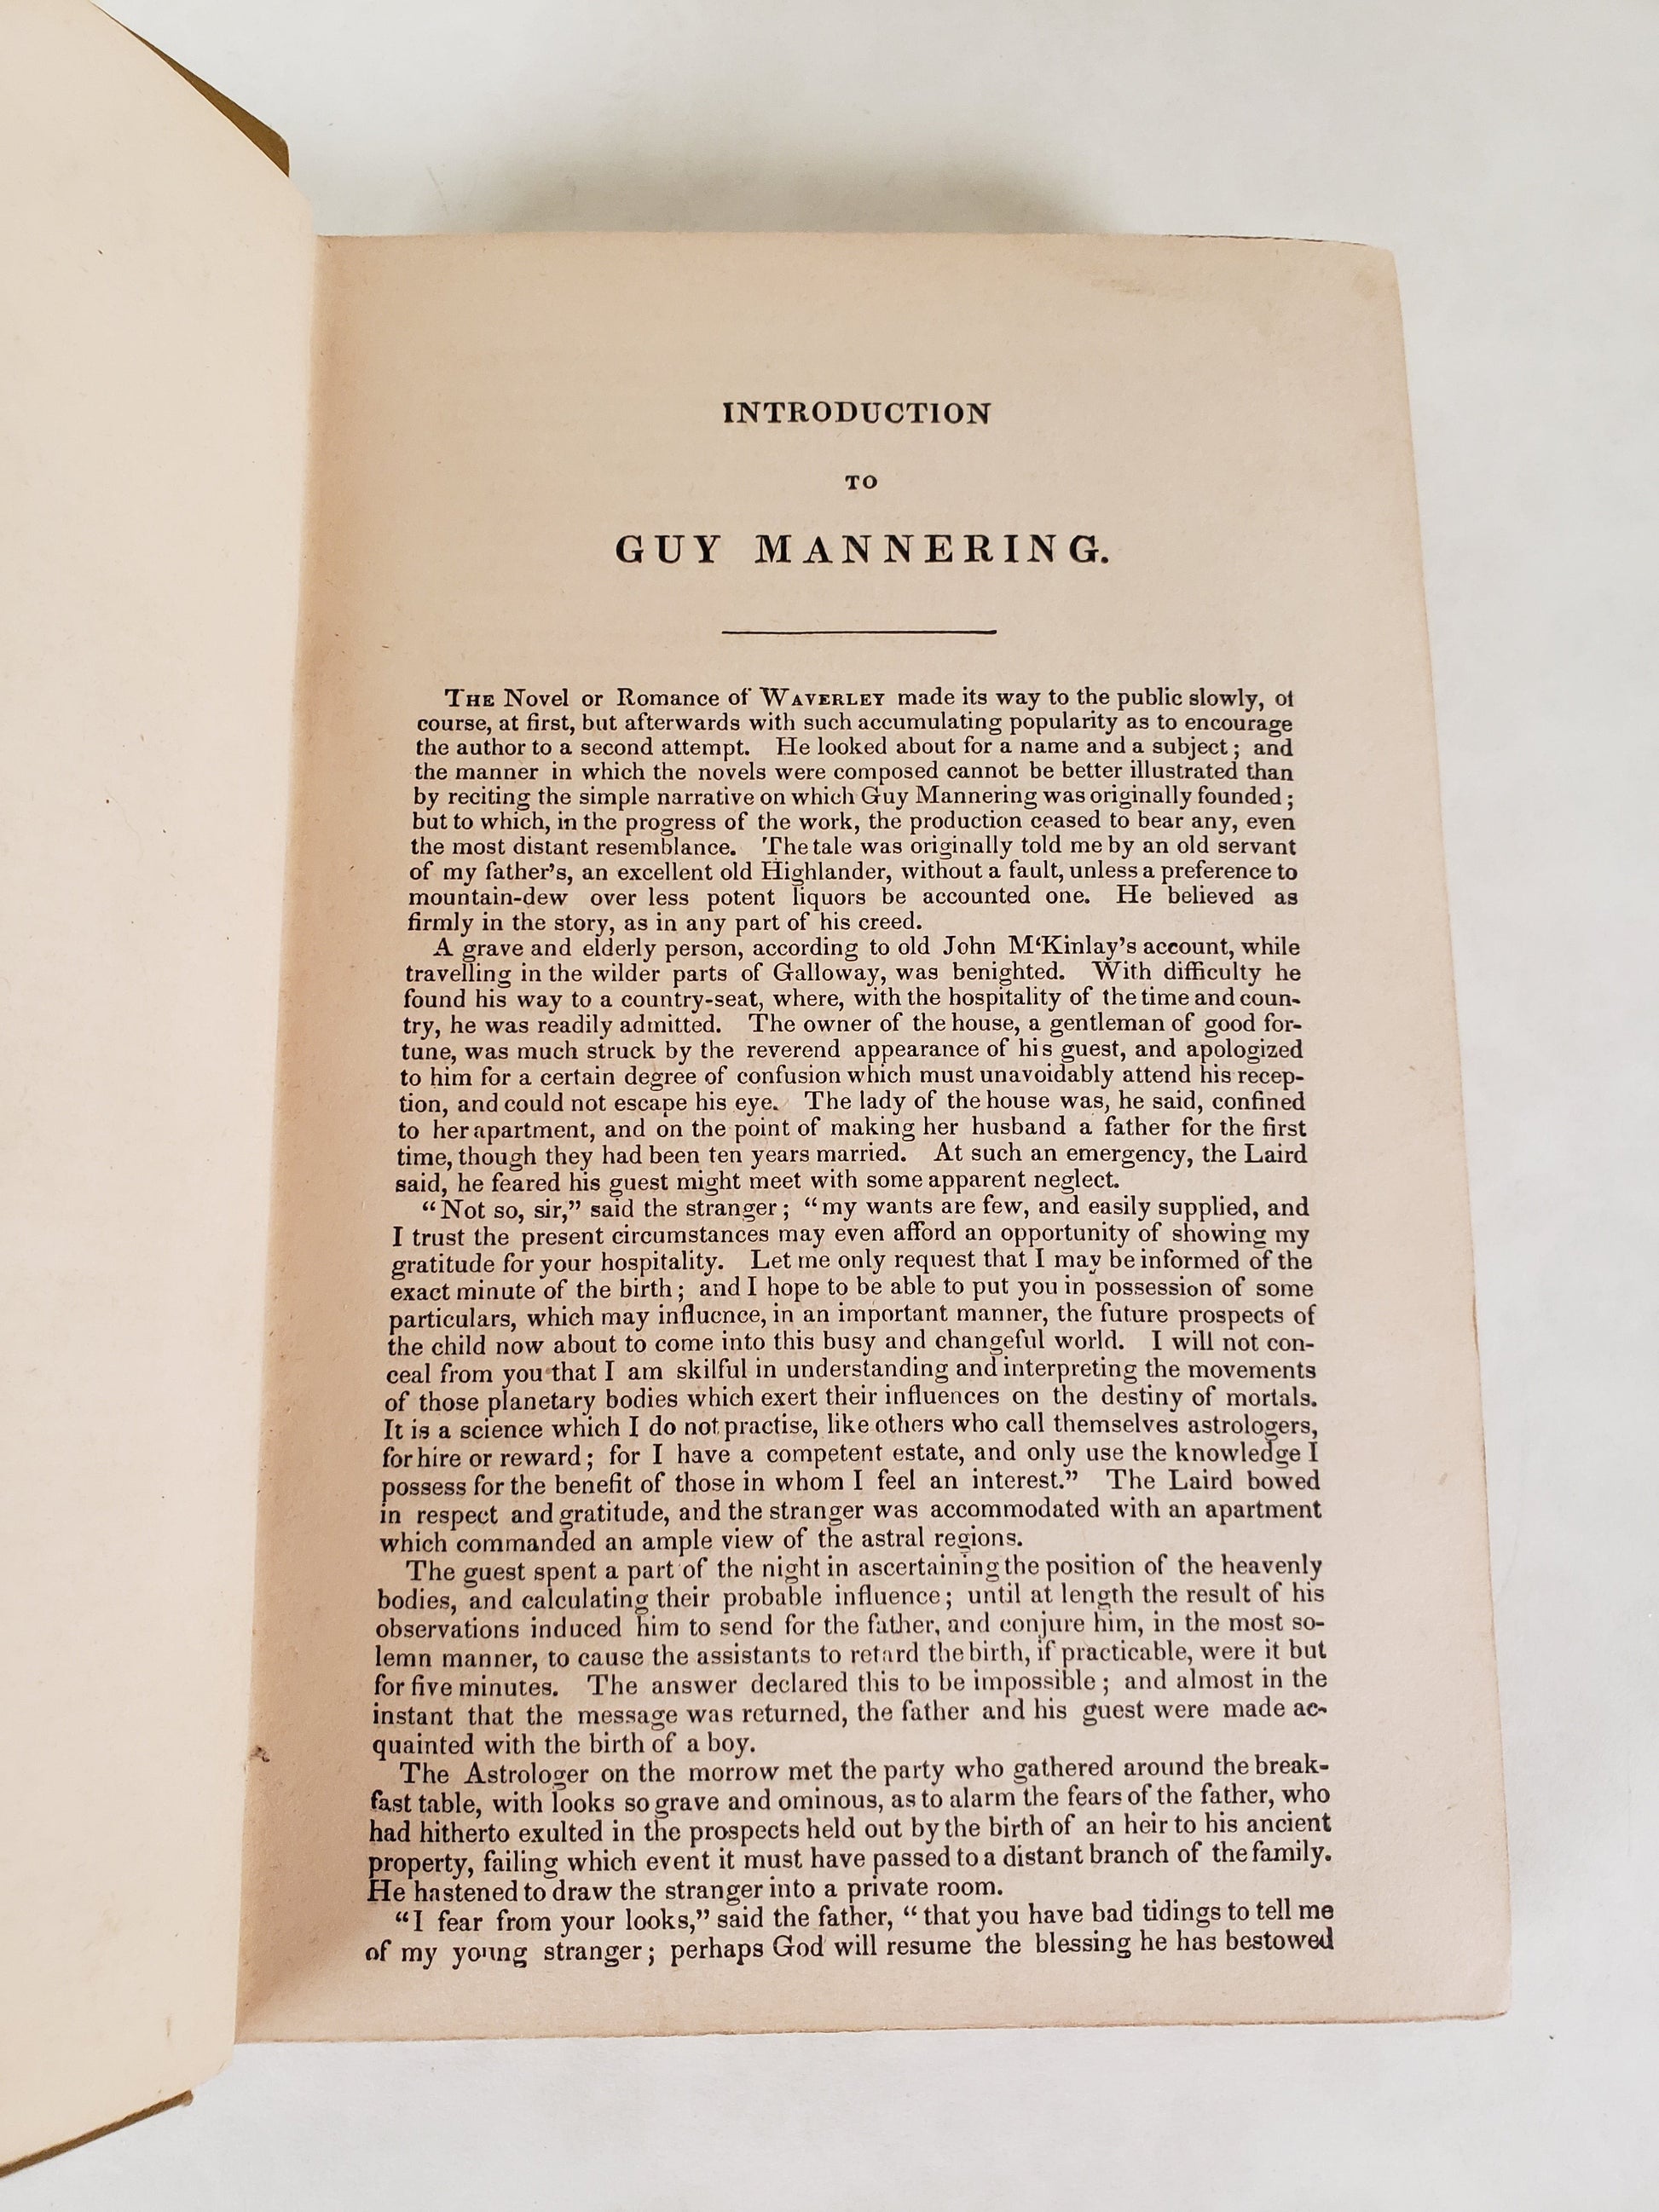 INTRODUCTION
TO
GUY MANNERING.
THE Novel or Romance of WAVERLEY made its way to the public slowly, of
course, at first, but afterwards with such accumulating popularity as to encourage
the author to a second attempt. He looked about for a name and a subject; and
the manner in which the novels were composed cannot be better illustrated than
by reciting the simple narrative on which Guy Mannering was originally founded;
but to which, in the progress of the work, the production ceased to bear any, even
the most distant resemblance. The tale was originally told me by an old servant
of my father's, an excellent old Highlander, without a fault, unless a preference to
mountain-dew over less potent liquors be accounted one. He believed as
firmly in the story, as in any part of his creed.
A grave and elderly person, according to old John M‘Kinlay's account, while
travelling in the wilder parts of Galloway, was benighted. With difficulty he
found his way to a country-seat, where, with the hospitality of the time and coun-
try, he was readily admitted. The owner of the house, a gentleman of good for-
tune, was much struck by the reverend appearance of his guest, and apologized
to him for a certain degree of confusion which must unavoidably attend his recep-
tion, and could not escape his eye. The lady of the house was, he said, confined
to her apartment, and on the point of making her husband a father for the first
time, though they had been ten years married. At such an emergency, the Laird
said, he feared his guest might meet with some apparent neglect.
“Not so, sir,” said the stranger; “my wants are few, and easily supplied, and
I trust the present circumstances may even afford an opportunity of showing my
gratitude for your hospitality. Let me only request that I may be informed of the
exact minute of the birth; and I hope to be able to put you in possession of some
particulars, which may influence, in an important manner, the future prospects of
the child now about to come into this busy and changeful world. I will not con-
ceal from you that I am skilful in understanding and interpreting the movements
of those planetary bodies which exert their influences on the destiny of mortals.
It is a science which I do not practise, like others who call themselves astrologers,
for hire or reward; for I have a competent estate, and only use the knowledge I
possess for the benefit of those in whom I feel an interest.” The Laird bowed
in respect and gratitude, and the stranger was accommodated with an apartment
which commanded an ample view of the astral regions.
The guest spent a part of the night in ascertaining the position of the heavenly
bodies, and calculating their probable influence; until at length the result of his
observations induced him to send for the father, and conjure him, in the most so-
lemn manner, to cause the assistants to retard the birth, if practicable, were it but
for five minutes. The answer declared this to be impossible; and almost in the
instant that the message was returned, the father and his guest were made ac-
quainted with the birth of a boy.
The Astrologer on the morrow met the party who gathered around the break-
fast table, with looks so grave and ominous, as to alarm the fears of the father, who
had hitherto exulted in the prospects held out by the birth of an heir to his ancient
property, failing which event it must have passed to a distant branch of the family.
He hastened to draw the stranger into a private room.
“I fear from your looks,” said the father, “that you have bad tidings to tell me
of my young stranger; perhaps God will resume the blessing he has bestowed